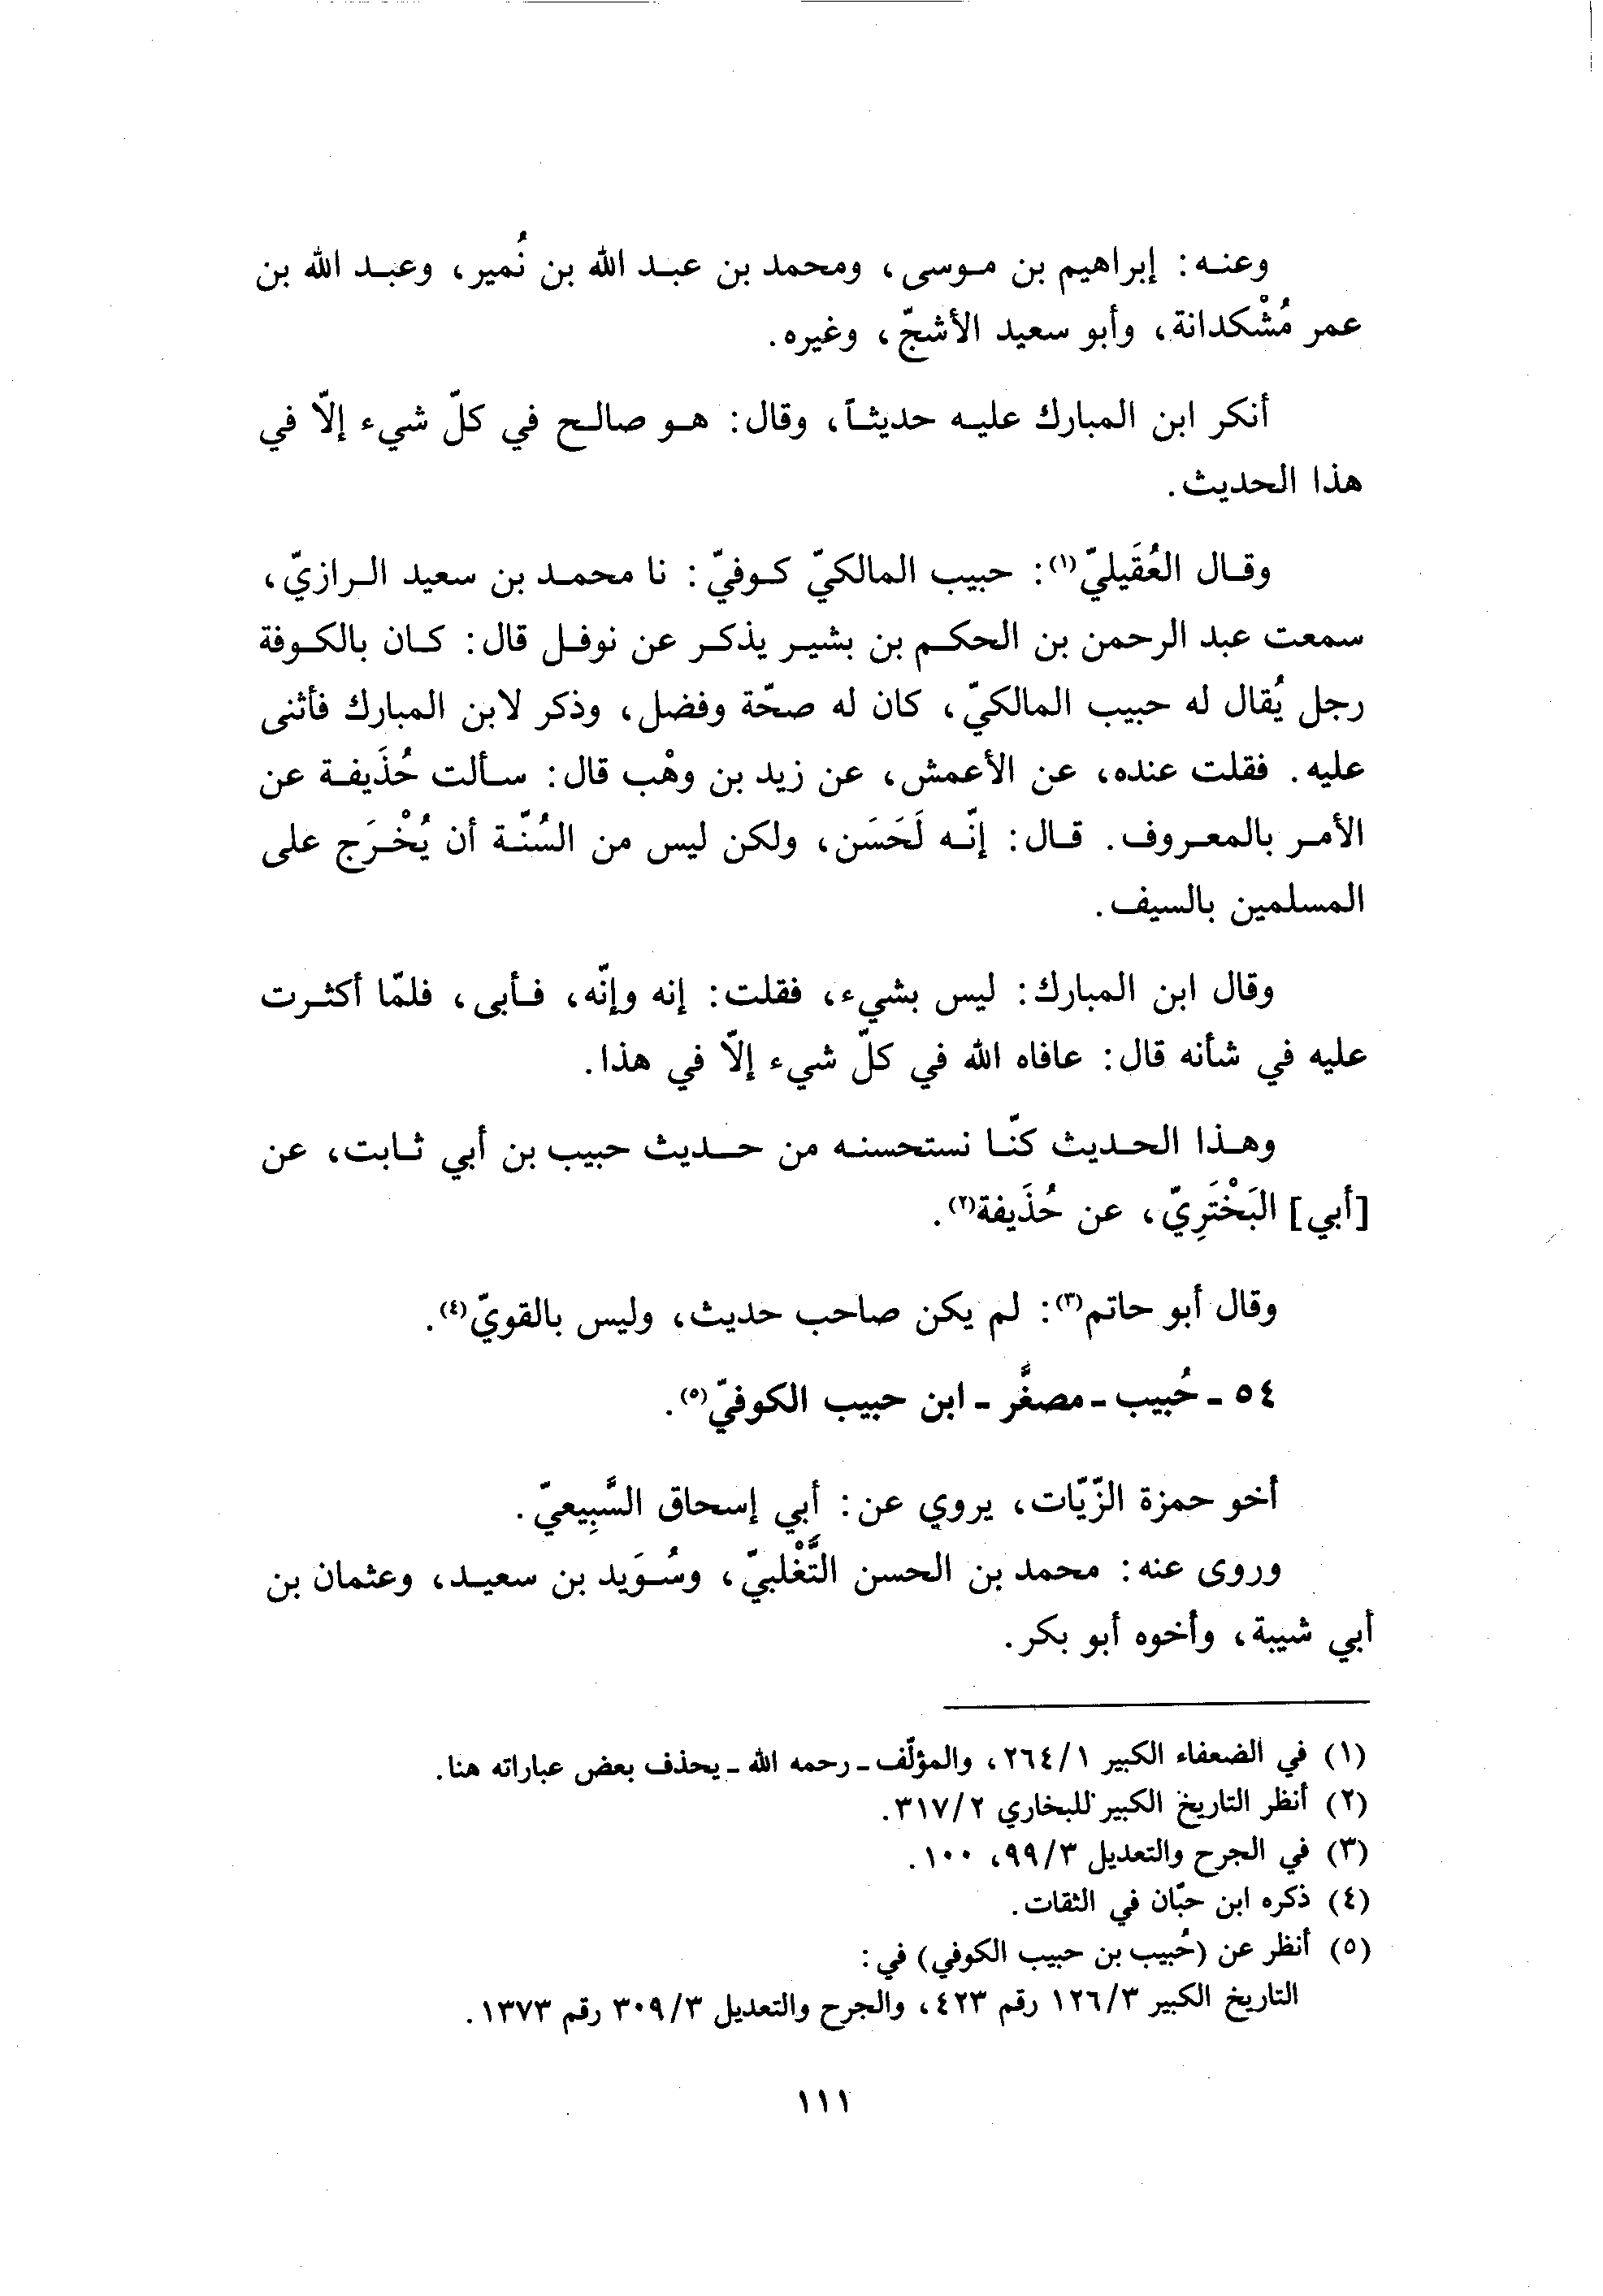 وعنه: إبراهيم بن موسى، ومحمد بن عبد الله بن نُمير، وعبد الله بن
عمر مُشْكدانة، وأبو سعيد الأشجّ، وغيره.
أنكر ابن المبارك عليه حديثاً، وقال: هو صالح في كلّ شيء إلّا في
هذا الحديث.
وقال العُقَيليّ(١): حبيب المالكيّ كوفيّ: نا محمد بن سعيد الرازيّ،
سمعت عبد الرحمن بن الحكم بن بشير يذكر عن نوفل قال: كان بالكوفة
رجل يُقال له حبيب المالكيّ، كان له صحّة وفضل، وذكر لابن المبارك فأثنى
عليه. فقلت عنده، عن الأعمش، عن زيد بن وهْب قال: سألت حُذَيفة عن
الأمر بالمعروف. قال: إنّه لَحَسَن، ولكن ليس من السُنّة أن يُخْرَج على
المسلمين بالسيف.
وقال ابن المبارك: ليس بشيء، فقلت: إنه وإنّه، فأبى، فلمّا أكثرت
عليه في شأنه قال: عافاه الله في كلّ شيء إلّا في هذا.
وهذا الحديث كنّا نستحسنه من حديث حبيب بن أبي ثابت، عن
[أبي] البَخْتَرِيّ، عن حُذَيفة(٢).
وقال أبو حاتم(٣): لم يكن صاحب حديث، وليس بالقويّ(٤).
٥٤ - حُبيب - مصغَّر - ابن حبيب الكوفيّ(٥).
أخو حمزة الزّيّات، يروي عن: أبي إسحاق السَّبِيعيّ.
وروى عنه: محمد بن الحسن التَّغْلبيّ، وسُوَيد بن سعيد، وعثمان بن
أبي شيبة، وأخوه أبو بكر.
(١) في الضعفاء الكبير ٢٦٤/١، والمؤلّف - رحمه الله - يحذف بعض عباراته هنا.
(٢) أنظر التاريخ الكبير للبخاري ٣١٧/٢.
(٣) في الجرح والتعديل ٩٩/٣، ١٠٠.
(٤) ذكره ابن حبّان في الثقات.
(٥) أنظر عن (حُبيب بن حبيب الكوفي) في:
التاريخ الكبير ١٢٦/٣ رقم ٤٢٣، والجرح والتعديل ٣٠٩/٣ رقم ١٣٧٣.
١١١